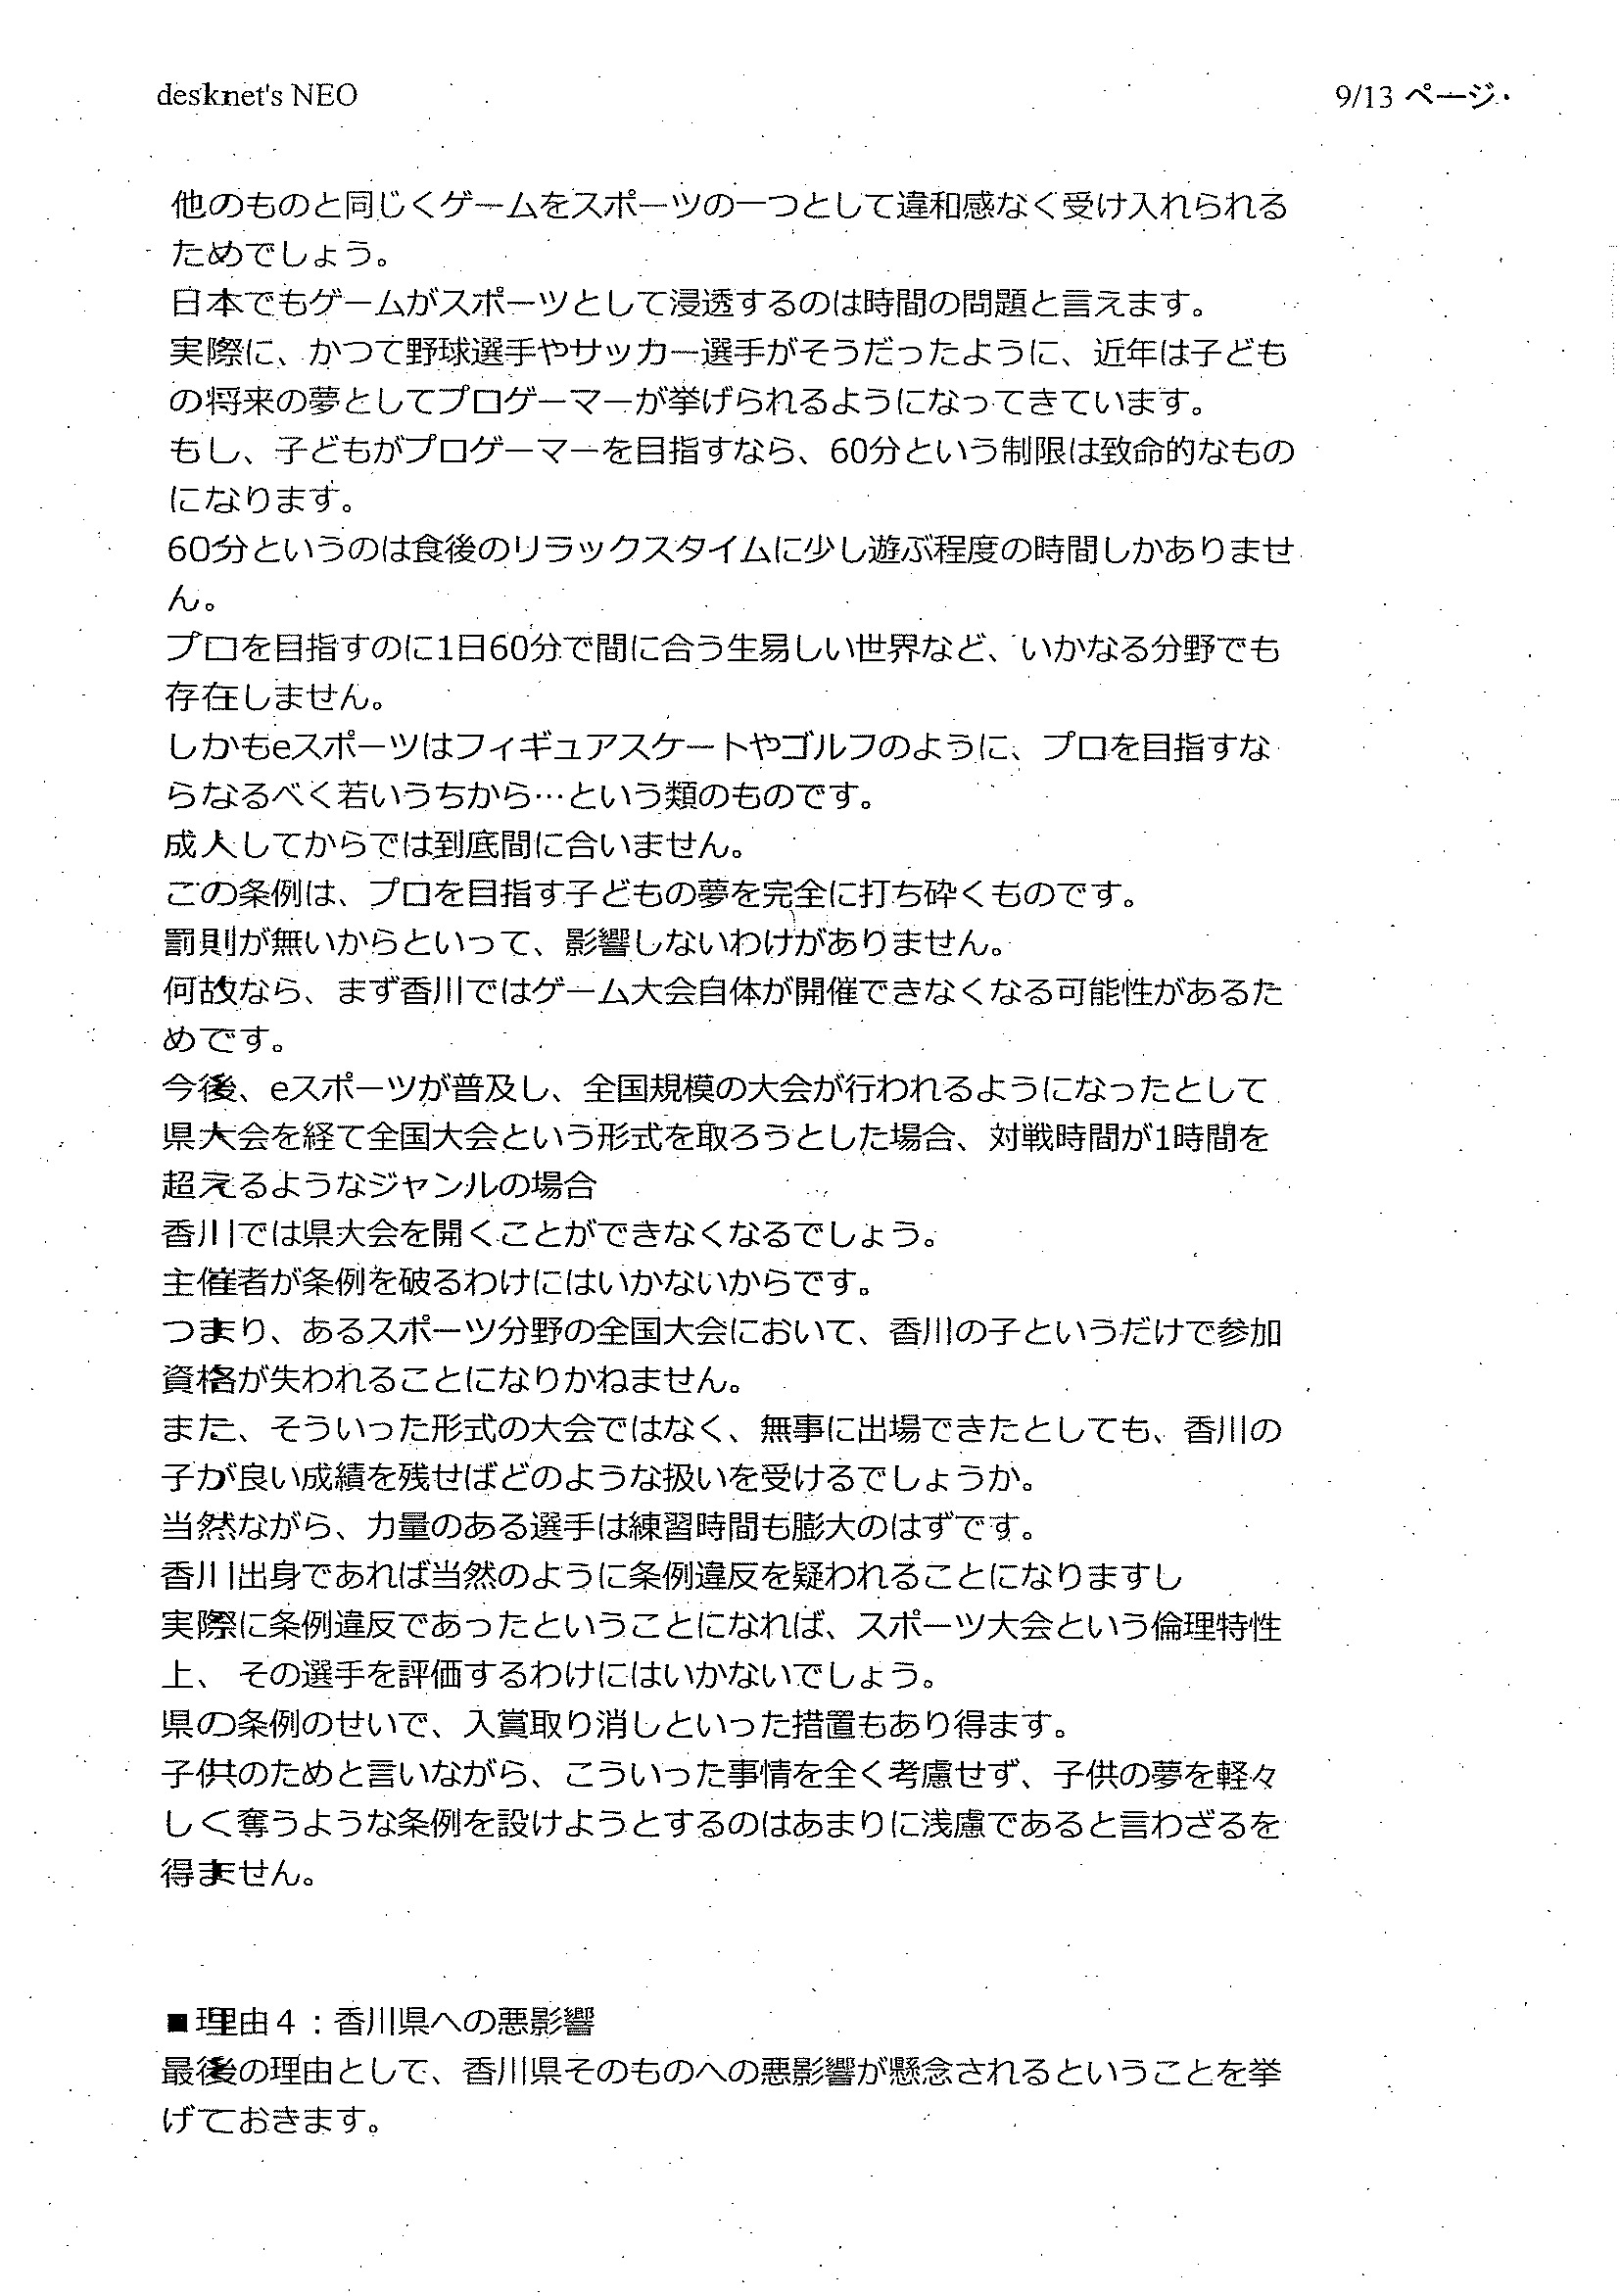 desknet's NEO
9/13 ページ
他のものと同じくゲームをスポーツの一つとして違和感なく受け入れられる
ためでしょう。
日本でもゲームがスポーツとして浸透するのは時間の問題と言えます。
実際に、かつて野球選手やサッカー選手がそうだったように、近年は子ども
の将来の夢としてプロゲーマーが挙げられるようになってきています。
もし、子どもがプロゲーマーを目指すなら、60分という制限は致命的なもの
になります。
60分というのは食後のリラックスタイムに少し遊ぶ程度の時間しかありませ
ん。
プロを目指すのに1日60分で間に合う生易しい世界など、いかなる分野でも
存在しません。
しかもeスポーツはフィギュアスケートやゴルフのように、プロを目指すな
らなるべく若いうちから…という類のものです。
成人してからでは到底間に合いません。
この条例は、プロを目指す子どもの夢を完全に打ち砕くものです。
罰則が無いからといって、影響しないわけがありません。
何故なら、まず香川ではゲーム大会自体が開催できなくなる可能性があるた
めです。
今後、eスポーツが普及し、全国規模の大会が行われるようになったとして
県大会を経て全国大会という形式を取ろうとした場合、対戦時間が1時間を
超えるようなジャンルの場合
香川では県大会を開くことができなくなるでしょう。
主催者が条例を破るわけにはいかないからです。
つまり、あるスポーツ分野の全国大会において、香川の子というだけで参加
資格が失われることになりかねません。
また、そういった形式の大会ではなく、無事に出場できたとしても、香川の
子が良い成績を残せばどのような扱いを受けるでしょうか。
当然ながら、力量のある選手は練習時間も膨大のはずです。
香川出身であれば当然のように条例違反を疑われることになりますし
実際に条例違反であったということになれば、スポーツ大会という倫理特性
上、 その選手を評価するわけにはいかないでしょう。
県の条例のせいで、入賞取り消しといった措置もあり得ます。
子供のためと言いながら、こういった事情を全く考慮せず、子供の夢を軽々
しく奪うような条例を設けようとするのはあまりに浅慮であると言わざるを
得ません。
■理由４：香川県への悪影響
最後の理由として、香川県そのものへの悪影響が懸念されるということを挙
げておきます。